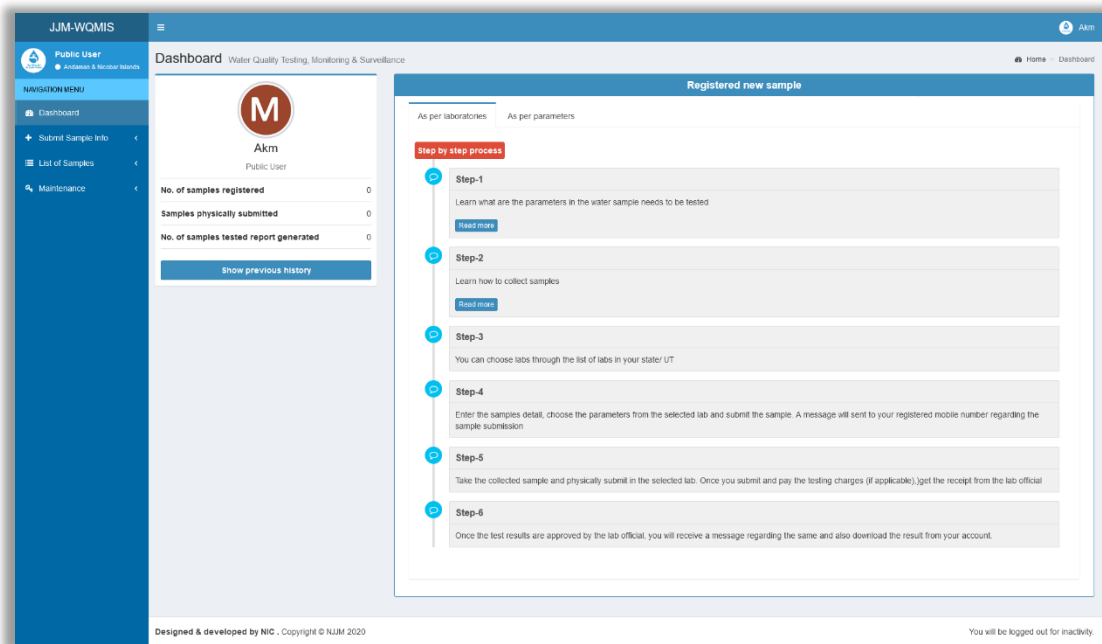 JJM-WQMIS
Akm
Public User
Andaman & Nicobar Islands
NAVIGATION MENU
Dashboard
Submit Sample Info
List of Samples
Maintenance
Dashboard Water Quality Testing, Monitoring & Surveillance
Home > Dashboard
M
Akm
Public User
No. of samples registered 0
Samples physically submitted 0
No. of samples tested report generated 0
Show previous history
Registered new sample
As per laboratories As per parameters
Step by step process
Step-1
Learn what are the parameters in the water sample needs to be tested
Read more
Step-2
Learn how to collect samples
Read more
Step-3
You can choose labs through the list of labs in your state/ UT
Step-4
Enter the samples detail, choose the parameters from the selected lab and submit the sample. A message will sent to your registered mobile number regarding the
sample submission
Step-5
Take the collected sample and physically submit in the selected lab. Once you submit and pay the testing charges (if applicable),)get the receipt from the lab official
Step-6
Once the test results are approved by the lab official, you will receive a message regarding the same and also download the result from your account.
Designed & developed by NIC . Copyright © NJJM 2020
You will be logged out for inactivity.